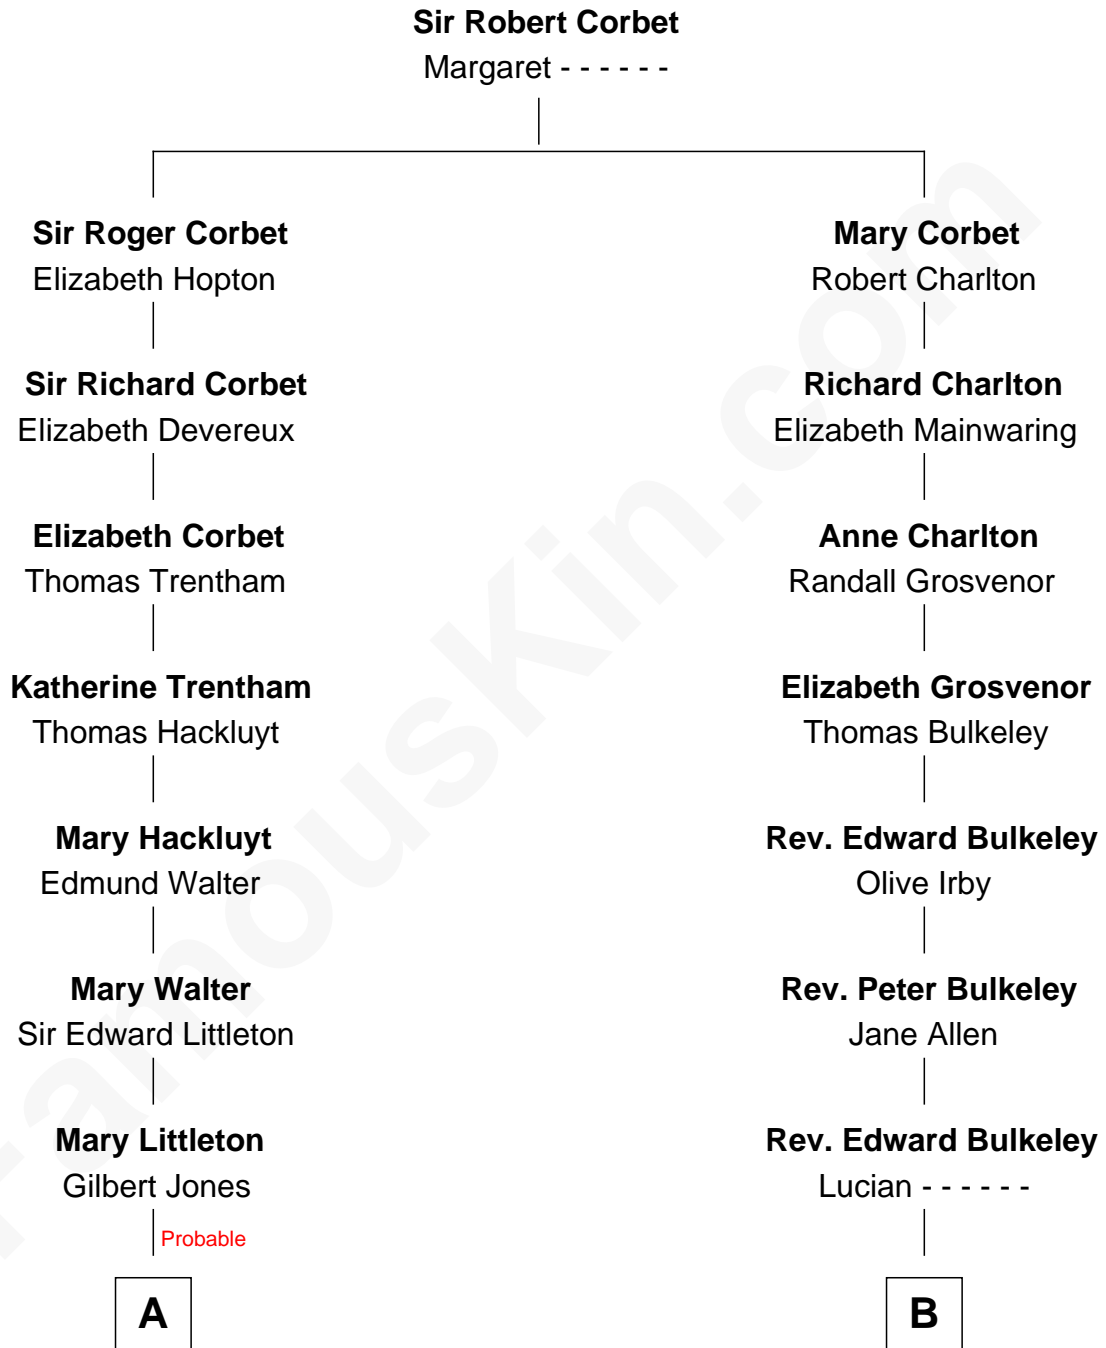 Sir Robert Corbet
Margaret - - - - - -
Sir Roger Corbet
Elizabeth Hopton
Mary Corbet
Robert Charlton
Sir Richard Corbet
Elizabeth Devereux
Richard Charlton
Elizabeth Mainwaring
Elizabeth Corbet
Thomas Trentham
Anne Charlton
Randall Grosvenor
Katherine Trentham
Thomas Hackluyt
Elizabeth Grosvenor
Thomas Bulkeley
Mary Hackluyt
Edmund Walter
Rev. Edward Bulkeley
Olive Irby
Mary Walter
Sir Edward Littleton
Rev. Peter Bulkeley
Jane Allen
Mary Littleton
Gilbert Jones
Rev. Edward Bulkeley
Lucian - - - - - -
Probable
A
B
FamousKin.com